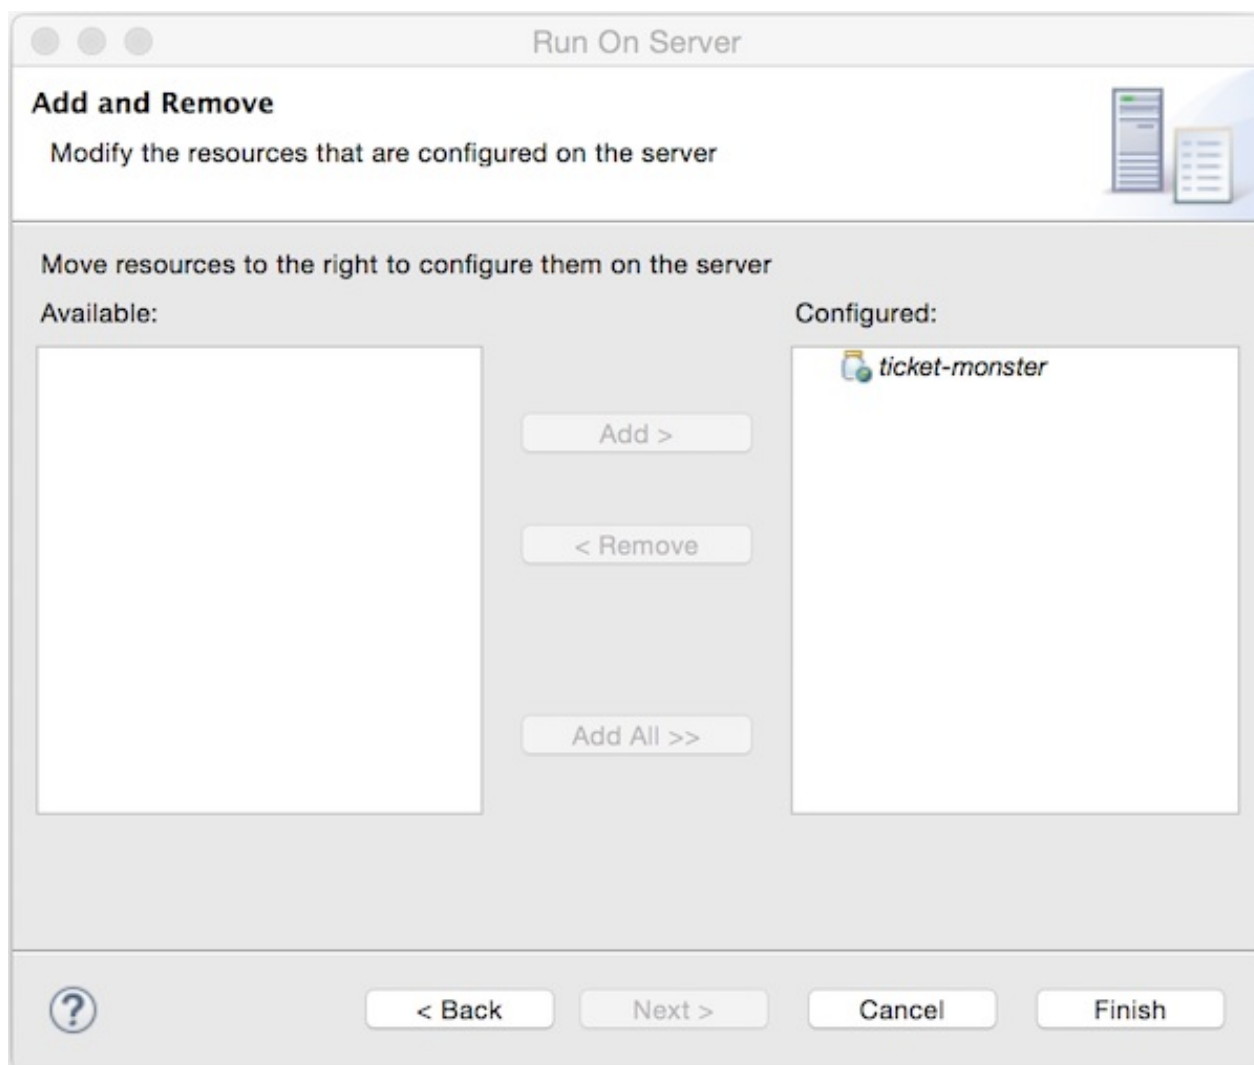 Run On Server
Add and Remove
Modify the resources that are configured on the server
Move resources to the right to configure them on the server
Available:
Configured:
ticket-monster
Add >
< Remove
Add All >>
?
< Back
Next >
Cancel
Finish